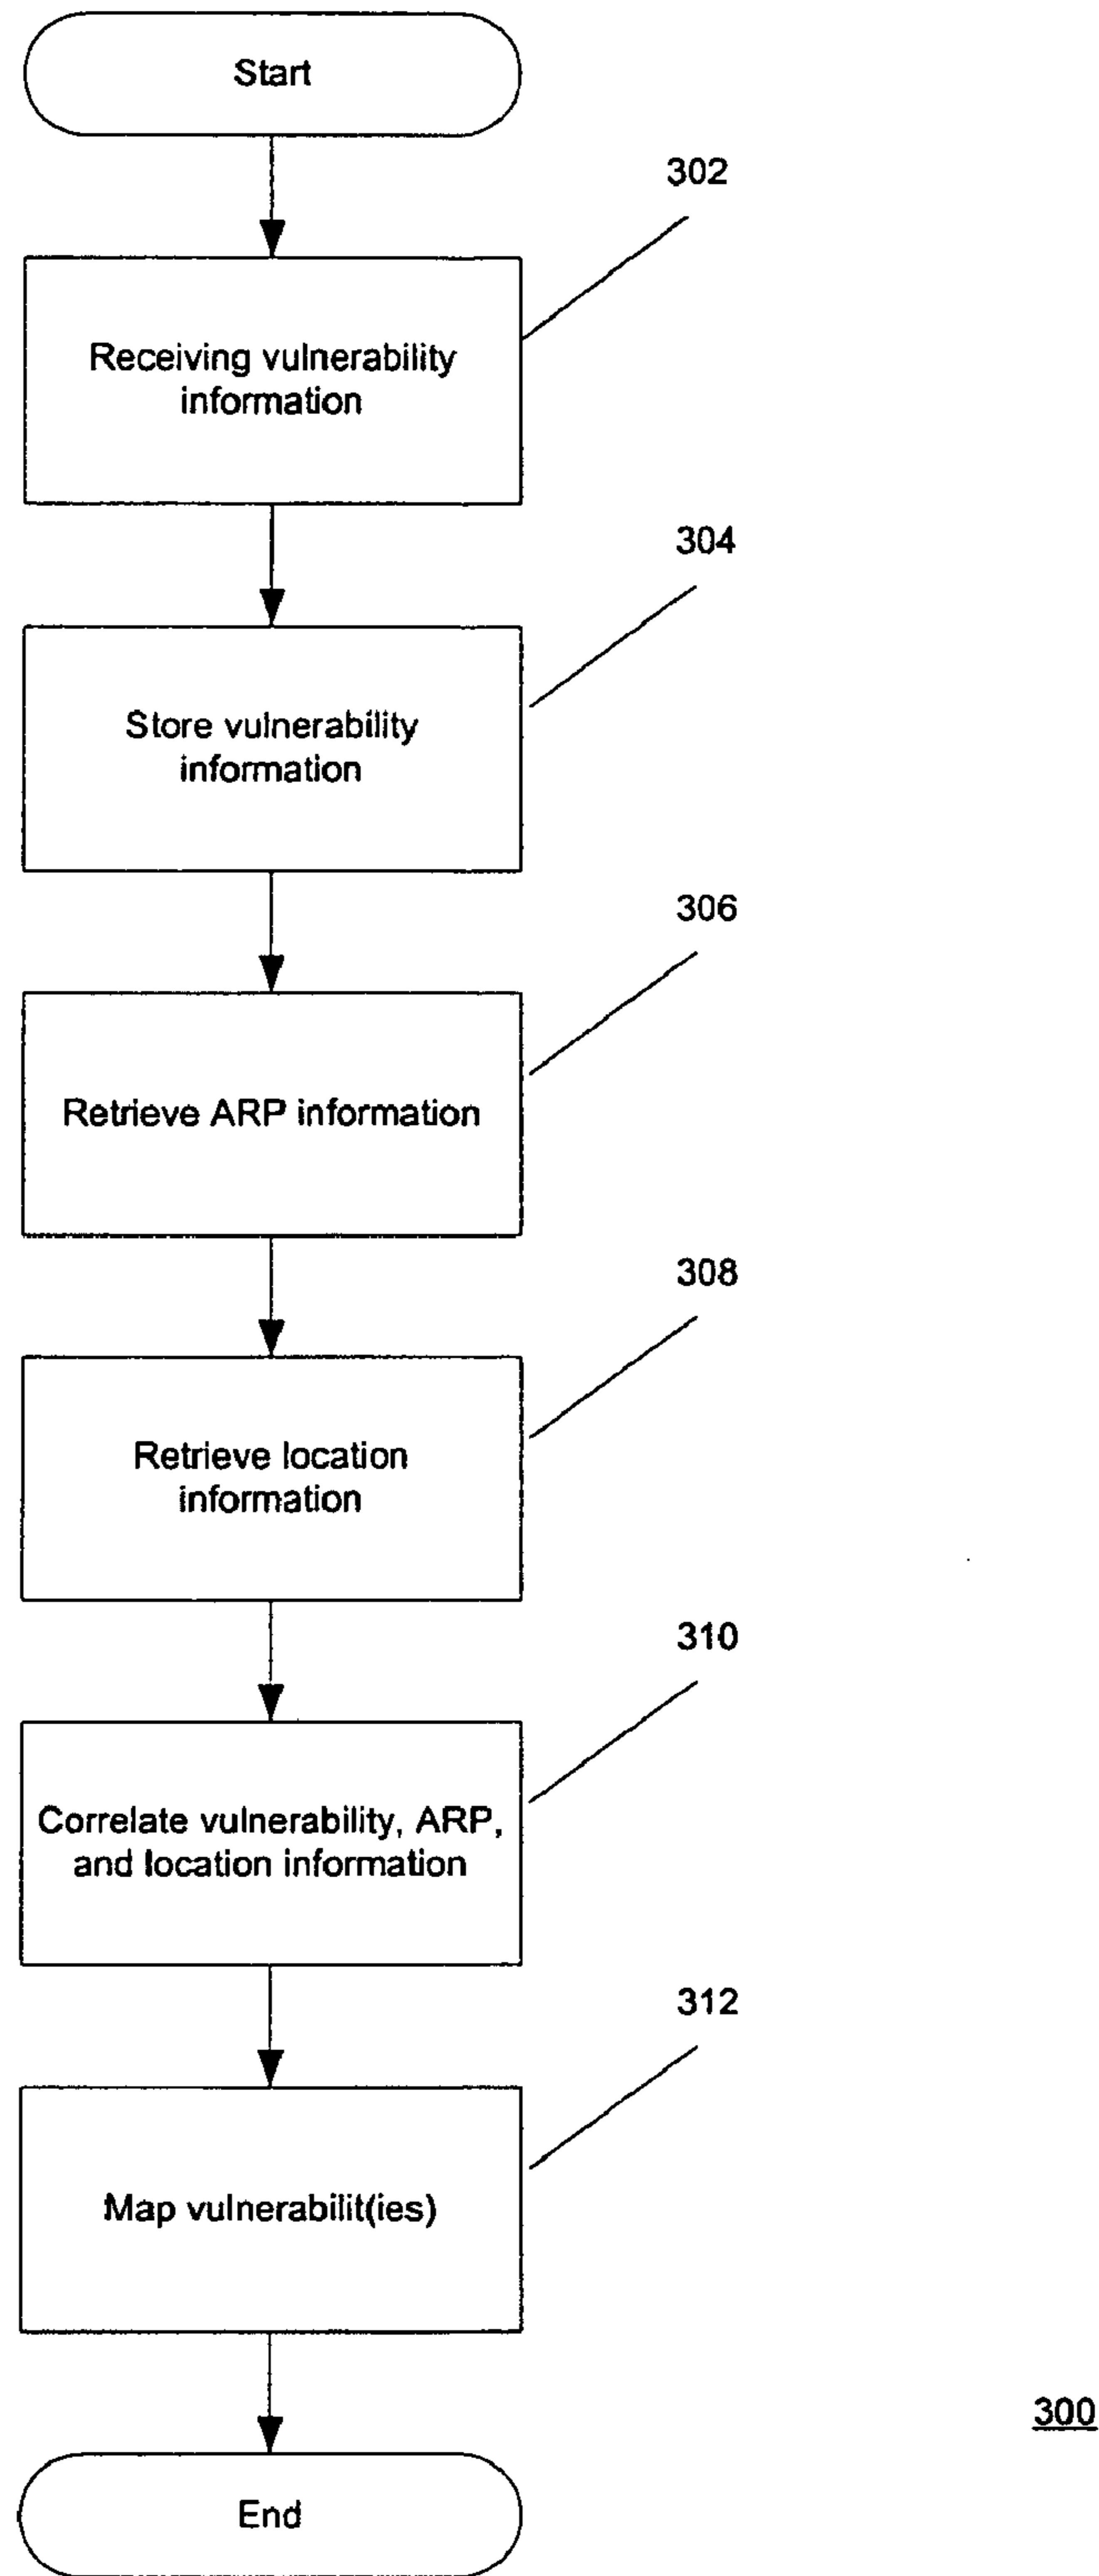 Start
302
Receiving vulnerability
information
304
Store vulnerability
information
306
Retrieve ARP information
308
Retrieve location
information
310
Correlate vulnerability, ARP,
and location information
312
Map vulnerabilit(ies)
300
End